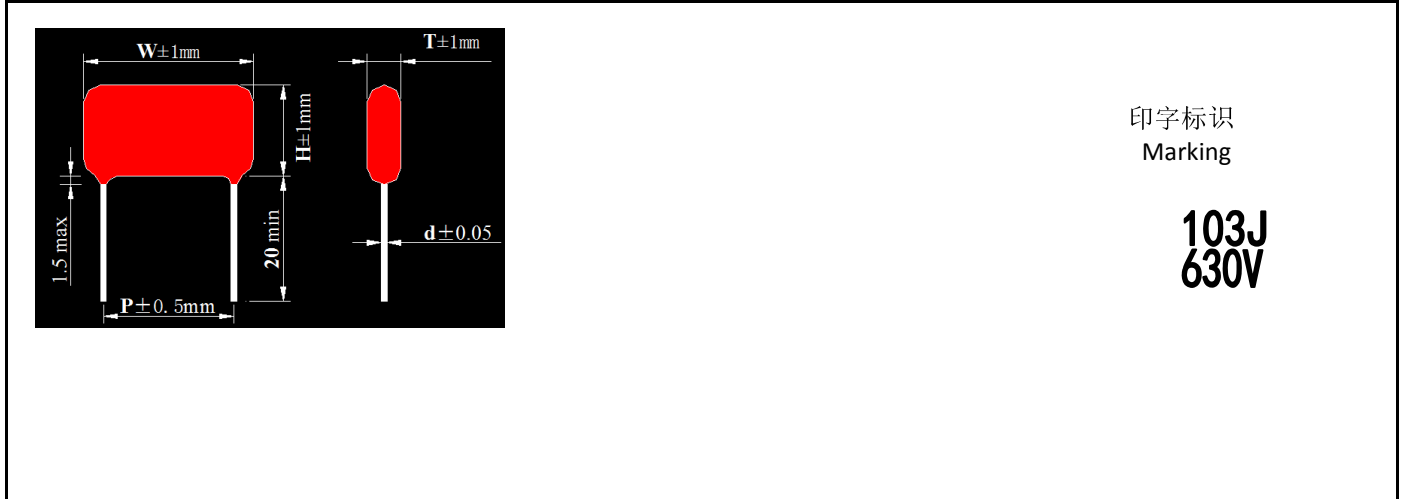 W±1mm
T±1mm
H±1mm
1.5 max
20 min
d±0.05
P±0.5mm
印字标识
Marking
103J
630V